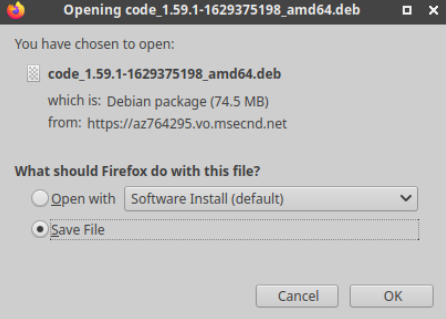 Opening code_1.59.1-1629375198_amd64.deb
You have chosen to open:
code_1.59.1-1629375198_amd64.deb
which is: Debian package (74.5 MB)
from: https://az764295.vo.msecnd.net
What should Firefox do with this file?
Open with Software Install (default)
Save File
Cancel OK